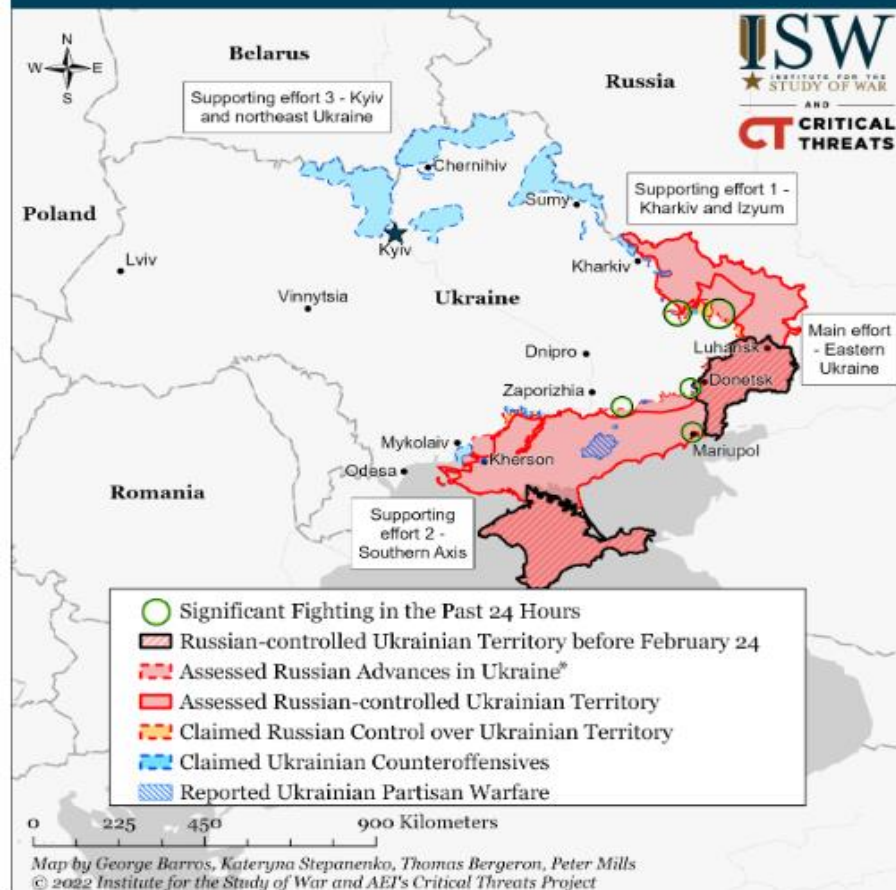 N
W E
S
ISW
INSTITUTE FOR THE
STUDY OF WAR
AND
CT CRITICAL
THREATS
Belarus
Russia
Supporting effort 3 - Kyiv
and northeast Ukraine
Chernihiv
Supporting effort 1 -
Kharkiv and Izyum
Poland
Sumy
Kyiv
Lviv
Kharkiv
Vinnytsia
Ukraine
Main effort
- Eastern
Ukraine
Luhansk
Dnipro
Donetsk
Zaporizhia
Mykolaiv
Mariupol
Kherson
Odesa
Romania
Supporting
effort 2 -
Southern Axis
Significant Fighting in the Past 24 Hours
Russian-controlled Ukrainian Territory before February 24
Assessed Russian Advances in Ukraine*
Assessed Russian-controlled Ukrainian Territory
Claimed Russian Control over Ukrainian Territory
Claimed Ukrainian Counteroffensives
Reported Ukrainian Partisan Warfare
0 225 450 900 Kilometers
Map by George Barros, Kateryna Stepanenko, Thomas Bergeron, Peter Mills
© 2022 Institute for the Study of War and AEI's Critical Threats Project